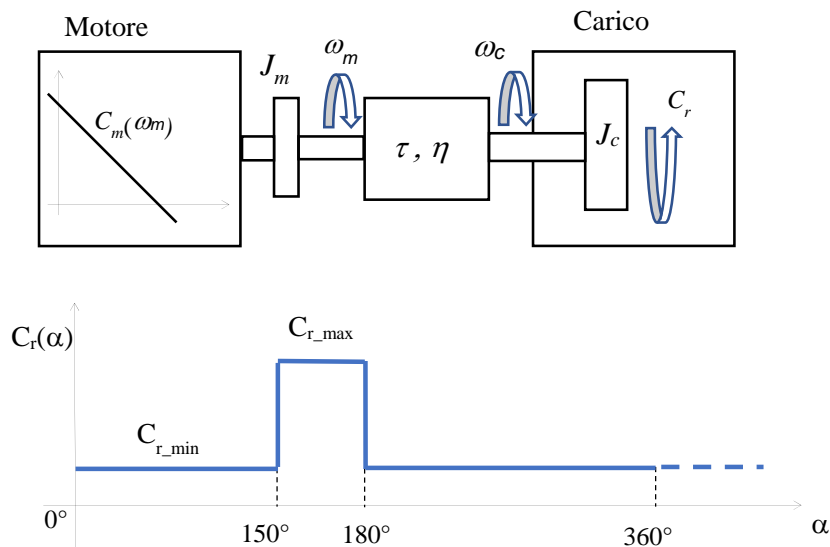 Motore
Carico
J_m
ω_m
ω_c
C_m(ω_m)
τ , η
J_c
C_r
C_r(α)
C_r_max
C_r_min
0°
150°
180°
360°
α